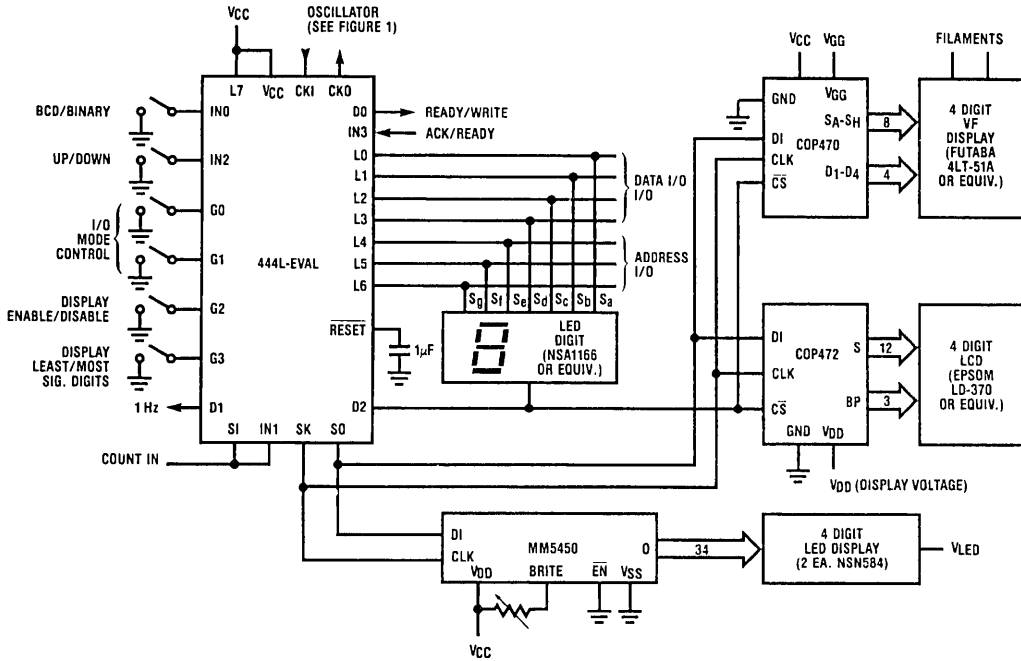 VCC
OSCILLATOR
(SEE FIGURE 1)
L7
VCC
CKI
CKO
BCD/BINARY
IN0
UP/DOWN
IN2
I/O
MODE
CONTROL
G0
G1
DISPLAY
ENABLE/DISABLE
G2
DISPLAY
LEAST/MOST
SIG. DIGITS
G3
1 Hz
D1
SI
IN1
SK
SO
COUNT IN
444L-EVAL
D0
READY/WRITE
IN3
ACK/READY
L0
L1
L2
L3
L4
L5
L6
DATA I/O
I/O
ADDRESS
I/O
RESET
1μF
D2
Sg
Sf
Se
Sd
Sc
Sb
Sa
LED
DIGIT
(NSA1166
OR EQUIV.)
VCC
VGG
GND
VGG
SA-SH
8
DI
COP470
CLK
D1-D4
4
CS
FILAMENTS
4 DIGIT
VF
DISPLAY
(FUTABA
4LT-51A
OR EQUIV.)
DI
COP472
S
12
CLK
BP
3
CS
GND
VDD
VDD (DISPLAY VOLTAGE)
4 DIGIT
LCD
(EPSOM
LD-370
OR EQUIV.)
DI
CLK
MM5450
O
34
VDD
BRITE
EN
VSS
VCC
4 DIGIT
LED DISPLAY
(2 EA. NSN584)
VLED